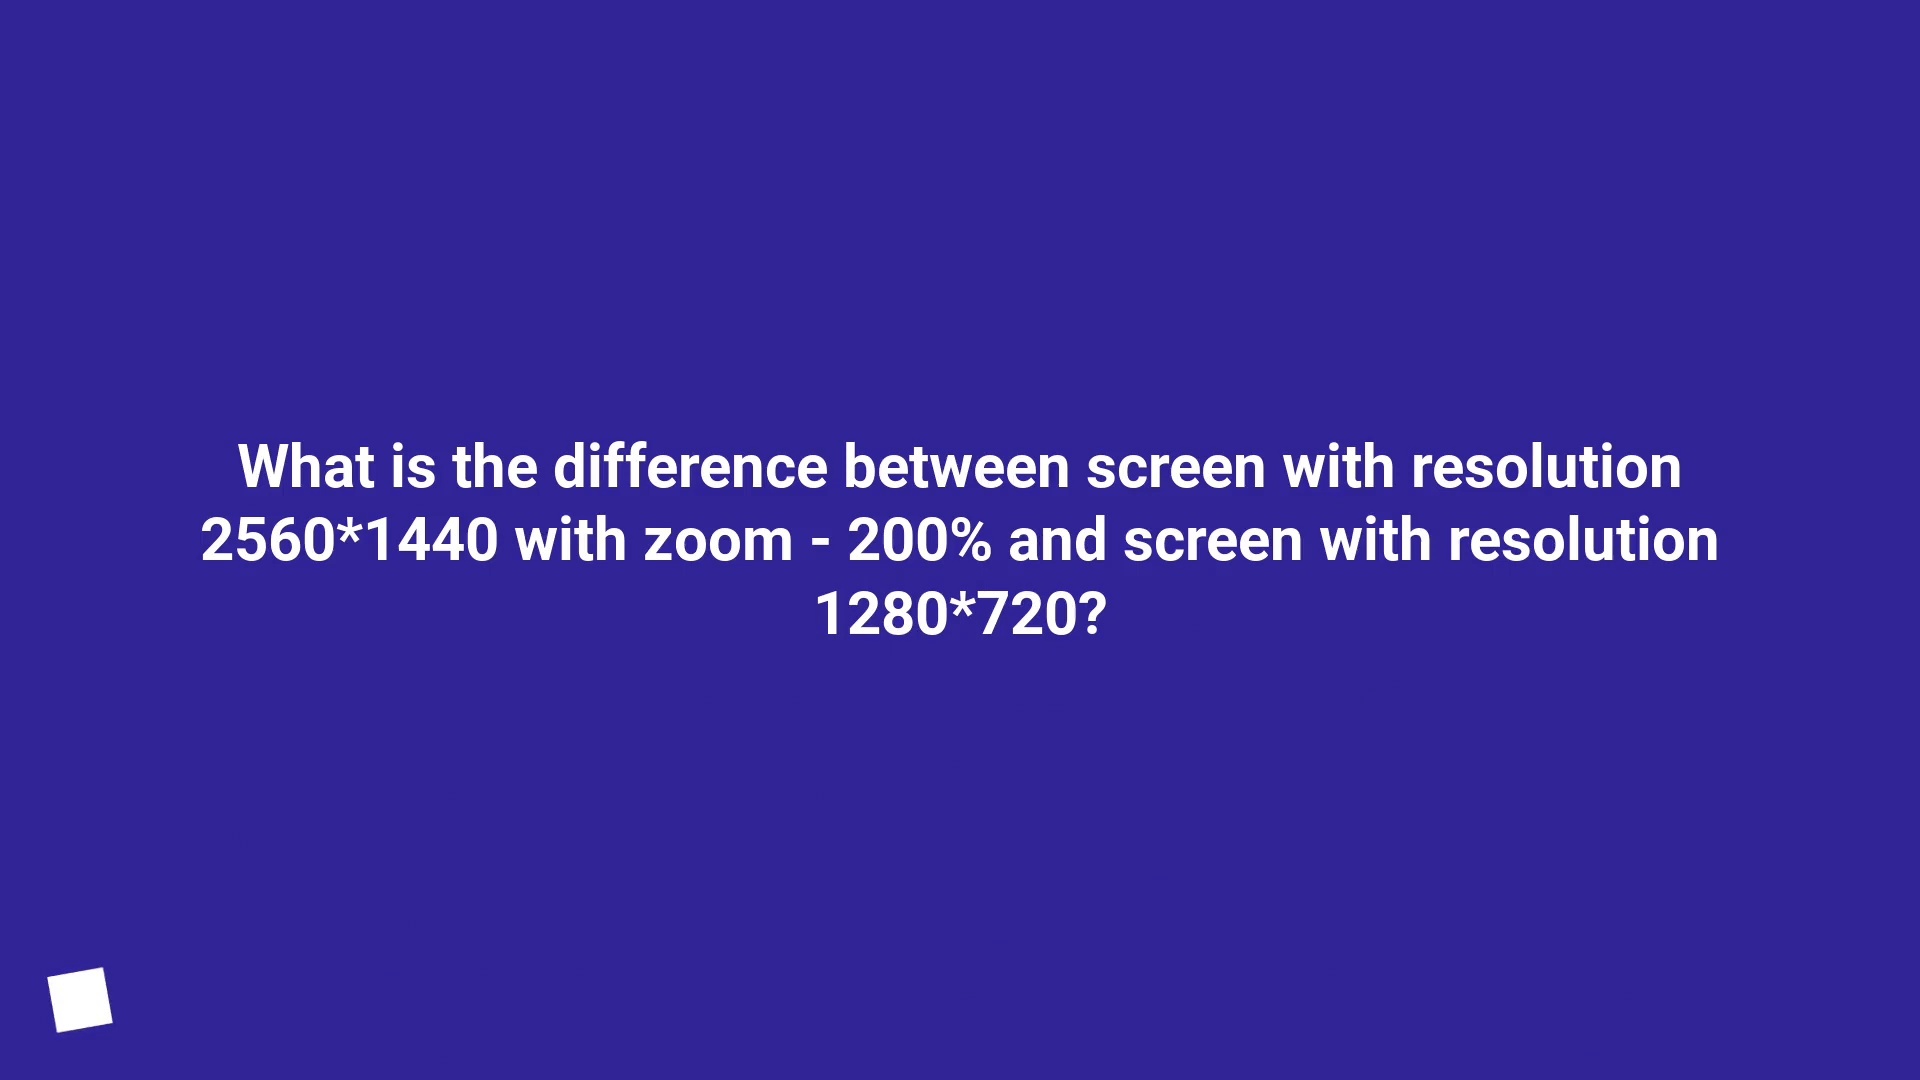 What is the difference between screen with resolution
2560*1440 with zoom - 200% and screen with resolution
1280*720?